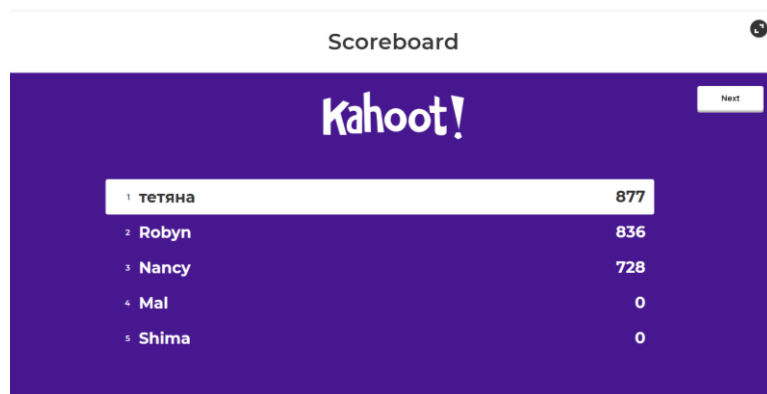 Scoreboard
Kahoot!
Next
1 тетяна 877
2 Robyn 836
3 Nancy 728
4 Mal 0
5 Shima 0